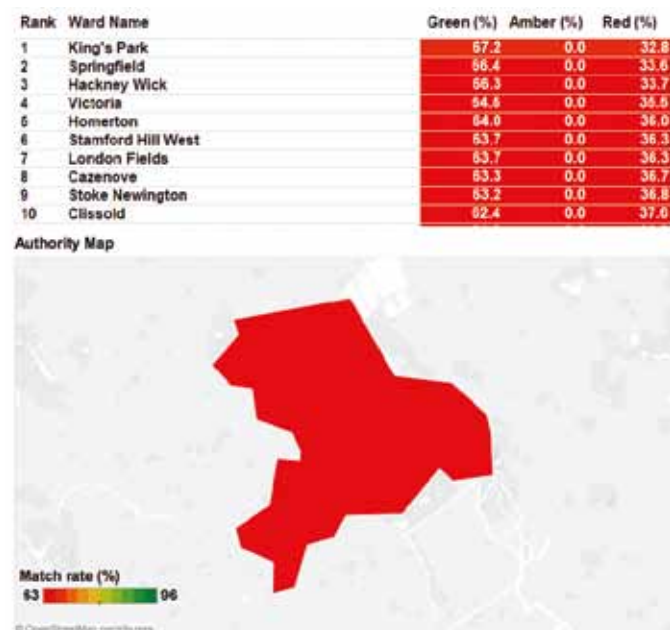 Rank Ward Name Green (%) Amber (%) Red (%)
1 King's Park 67.2 0.0 32.8
2 Springfield 66.4 0.0 33.6
3 Hackney Wick 66.3 0.0 33.7
4 Victoria 0.0
5 Homerton 64.0 0.0 36.0
6 Stamford Hill West 63.7 0.0 36.3
7 London Fields 63.7 0.0 36.3
8 Cazenove 63.3 0.0 36.7
9 Stoke Newington 63.2 0.0 36.8
10 Clissold 62.4 0.0 37.6
Authority Map
Match rate (%)
63 96
© OpenStreetMap contributors